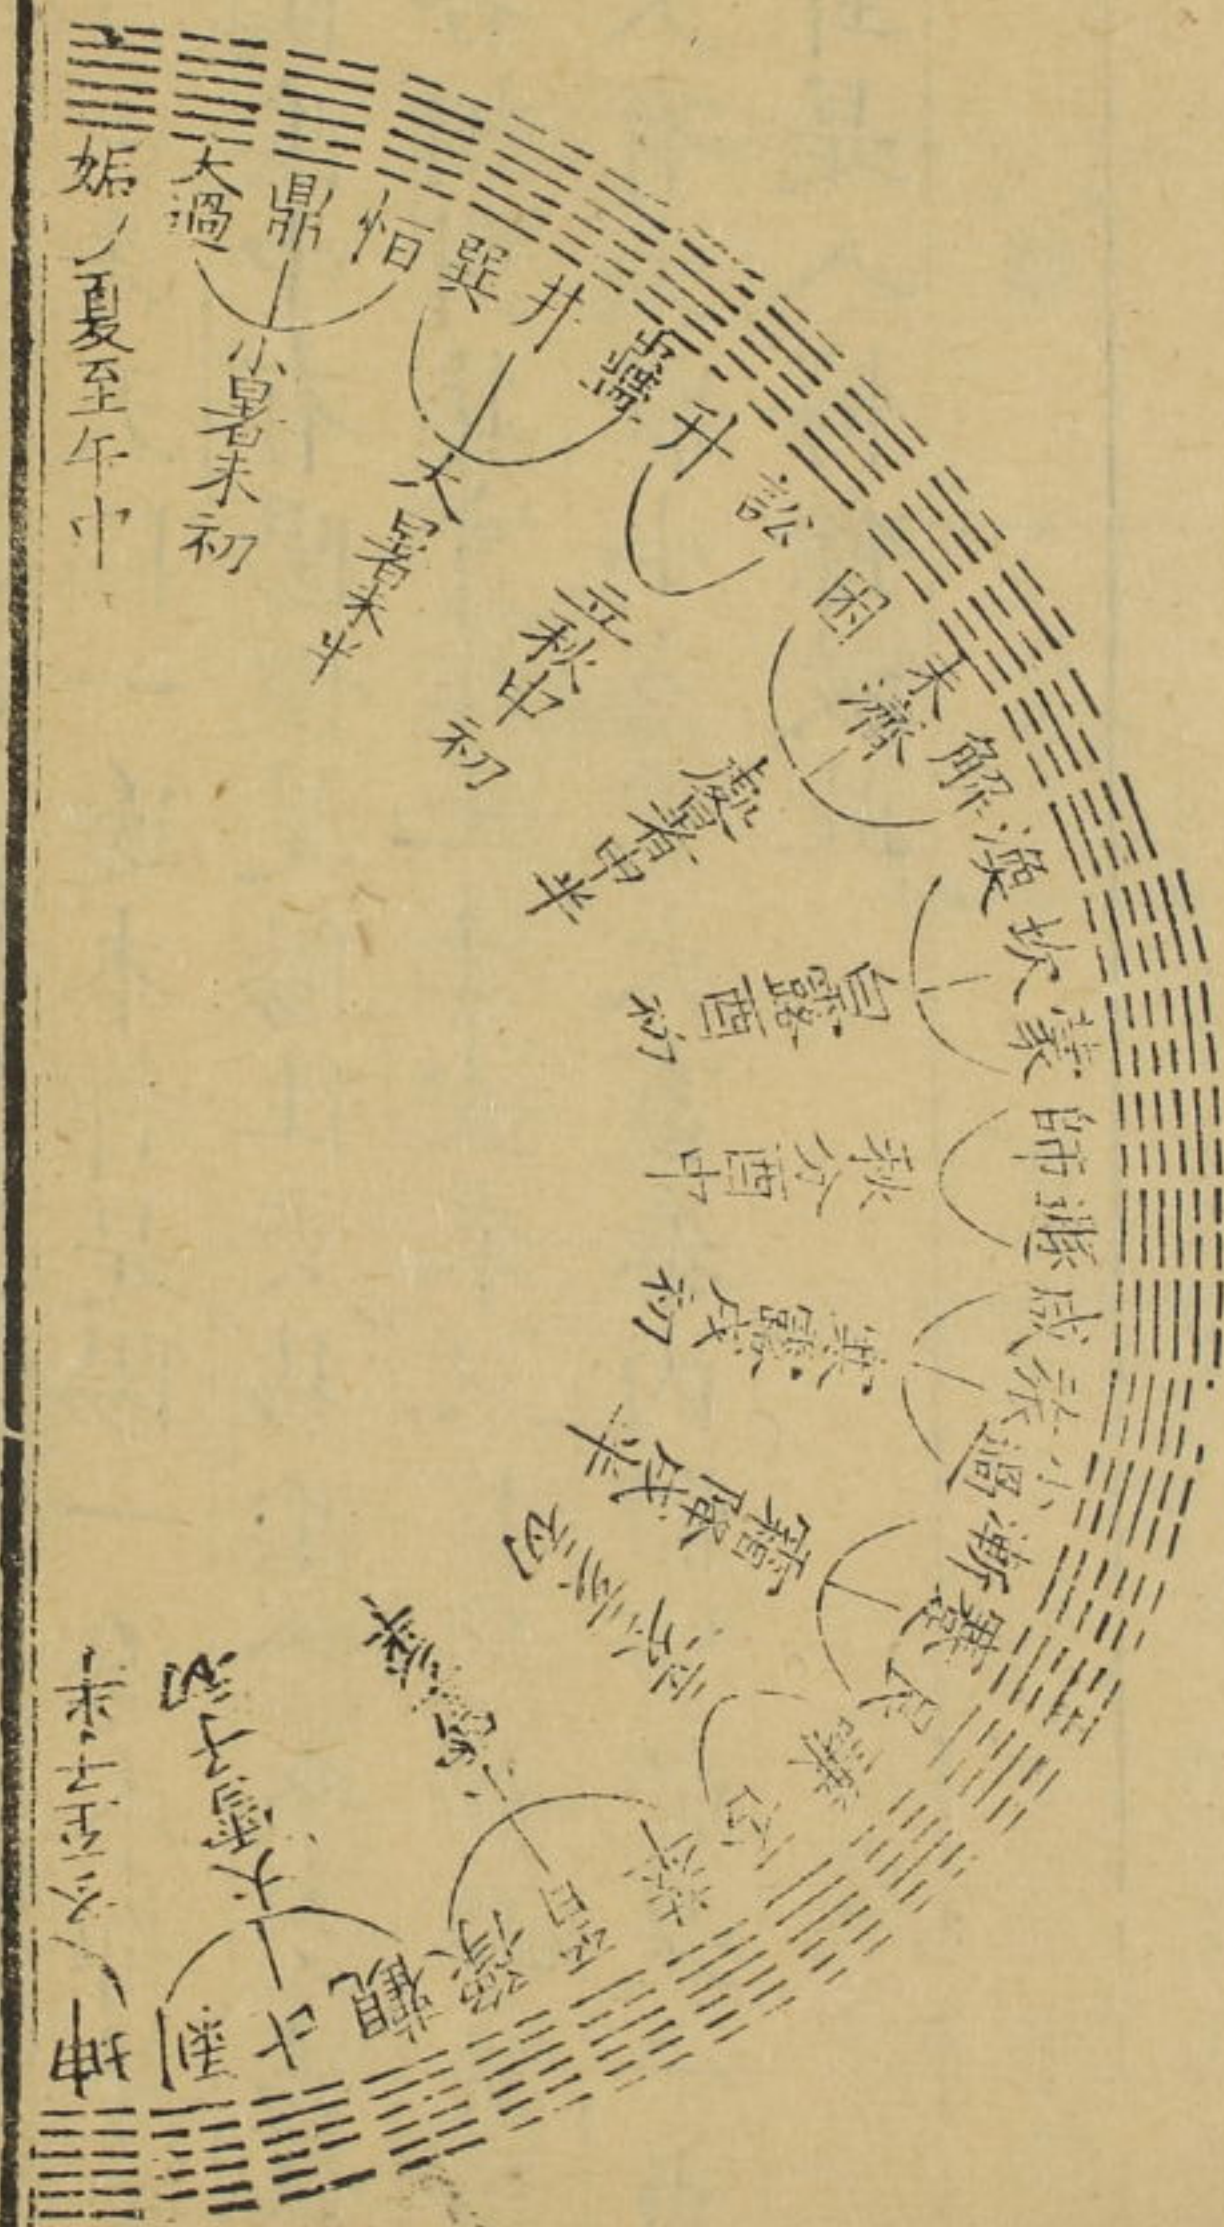 姤
大過
鼎
恒
巽
井
蠱
升
訟
困
未濟
解
渙
坎
蒙
師
遯
咸
旅
小過
漸
蹇
艮
謙
否
萃
晉
豫
觀
比
剥
坤
夏至午中
小暑未初
大暑未半
立秋申初
處暑申半
白露酉初
秋分酉中
寒露戌初
霜降戌半
立冬亥初
小雪亥半
大雪子初
冬至子半